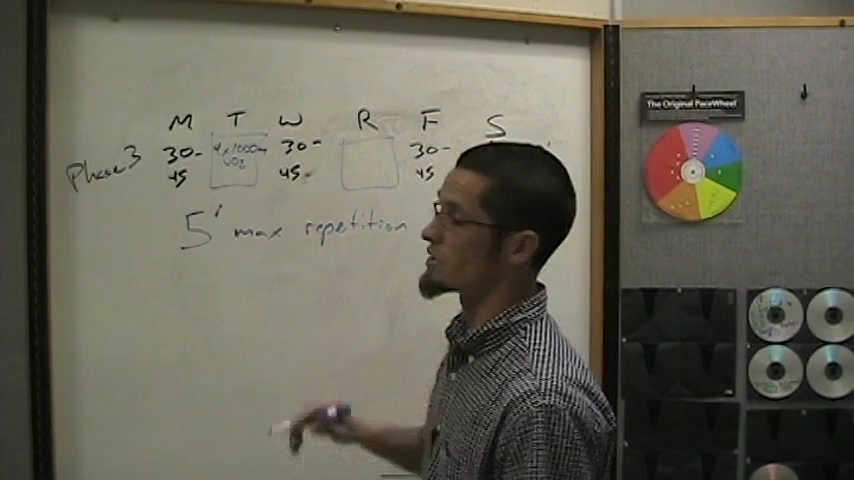 M T W R F S
Phase 3 30- 4x1000m 30- 30-
45 VO2 45- 45-
5' max repetition
The Original PaceWheel